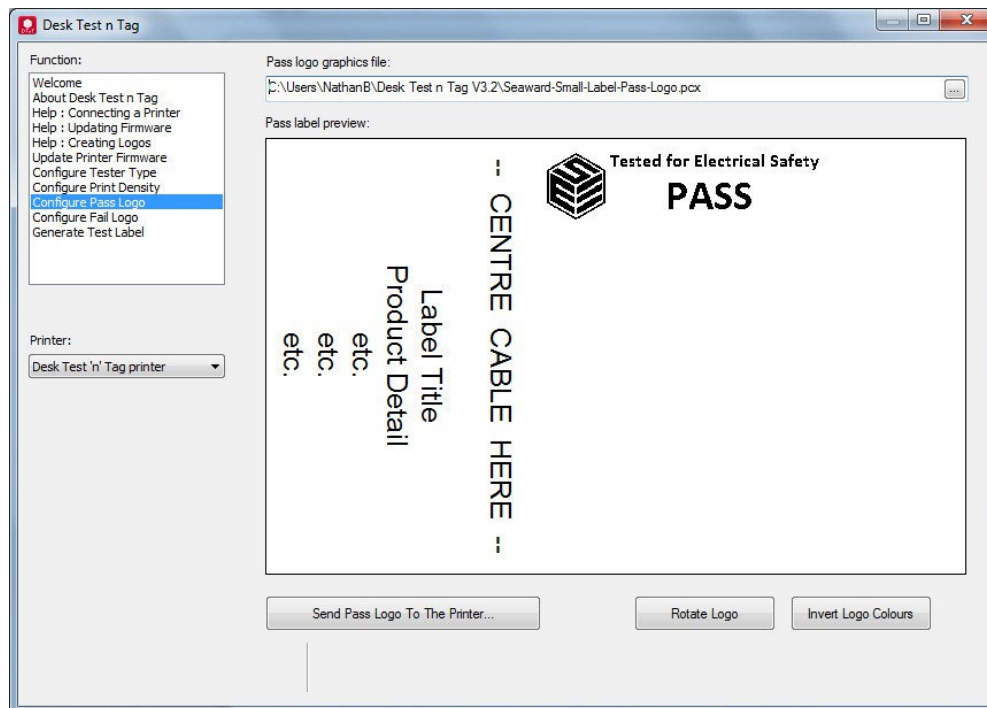 Desk Test n Tag
Function:
Welcome
About Desk Test n Tag
Help : Connecting a Printer
Help : Updating Firmware
Help : Creating Logos
Update Printer Firmware
Configure Tester Type
Configure Print Density
Configure Pass Logo
Configure Fail Logo
Generate Test Label
Printer:
Desk Test 'n' Tag printer
Pass logo graphics file:
C:\Users\NathanB\Desk Test n Tag V3.2\Seaward-Small-Label-Pass-Logo.pcx
...
Pass label preview:
Tested for Electrical Safety
PASS
-- CENTRE CABLE HERE --
Label Title
Product Detail
etc.
etc.
etc.
Send Pass Logo To The Printer...
Rotate Logo
Invert Logo Colours